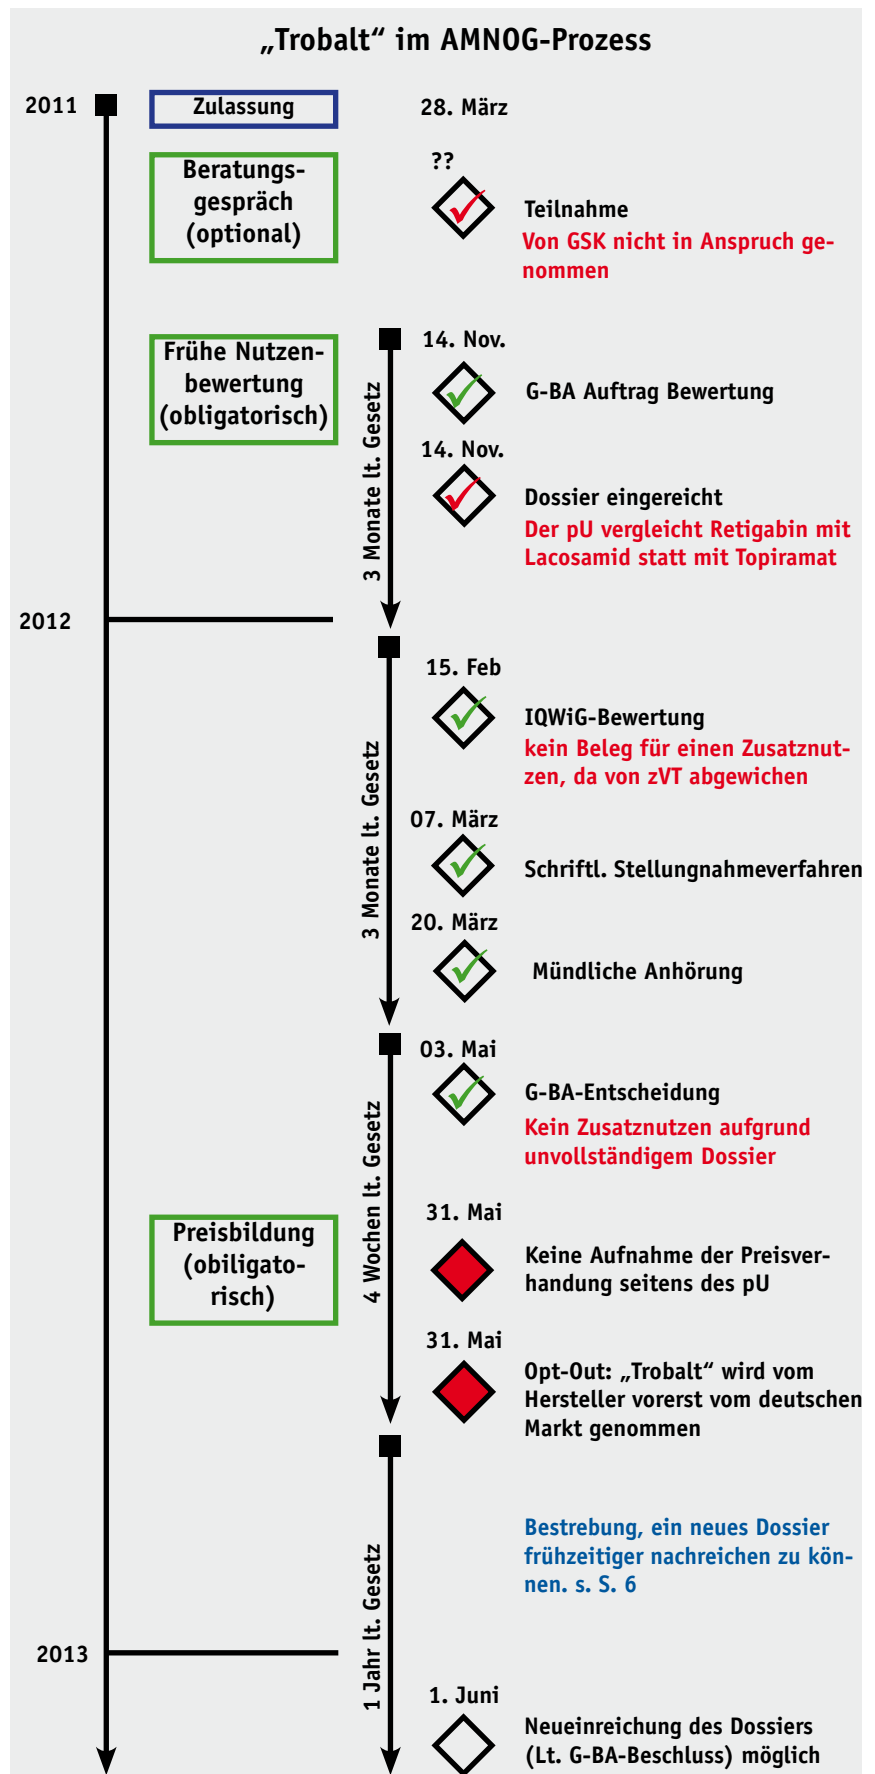 „Trobalt“ im AMNOG-Prozess
2011
Zulassung
28. März
Beratungs-
gespräch
(optional)
??
Teilnahme
Von GSK nicht in Anspruch ge-
nommen
Frühe Nutzen-
bewertung
(obligatorisch)
3 Monate lt. Gesetz
14. Nov.
G-BA Auftrag Bewertung
14. Nov.
Dossier eingereicht
Der pU vergleicht Retigabin mit
Lacosamid statt mit Topiramat
2012
3 Monate lt. Gesetz
15. Feb
IQWiG-Bewertung
kein Beleg für einen Zusatznut-
zen, da von zVT abgewichen
07. März
Schriftl. Stellungnahmeverfahren
20. März
Mündliche Anhörung
4 Wochen lt. Gesetz
03. Mai
G-BA-Entscheidung
Kein Zusatznutzen aufgrund
unvollständigem Dossier
Preisbildung
(obiligato-
risch)
31. Mai
Keine Aufnahme der Preisver-
handung seitens des pU
31. Mai
Opt-Out: „Trobalt“ wird vom
Hersteller vorerst vom deutschen
Markt genommen
1 Jahr lt. Gesetz
Bestrebung, ein neues Dossier
frühzeitiger nachreichen zu kön-
nen. s. S. 6
2013
1. Juni
Neueinreichung des Dossiers
(Lt. G-BA-Beschluss) möglich